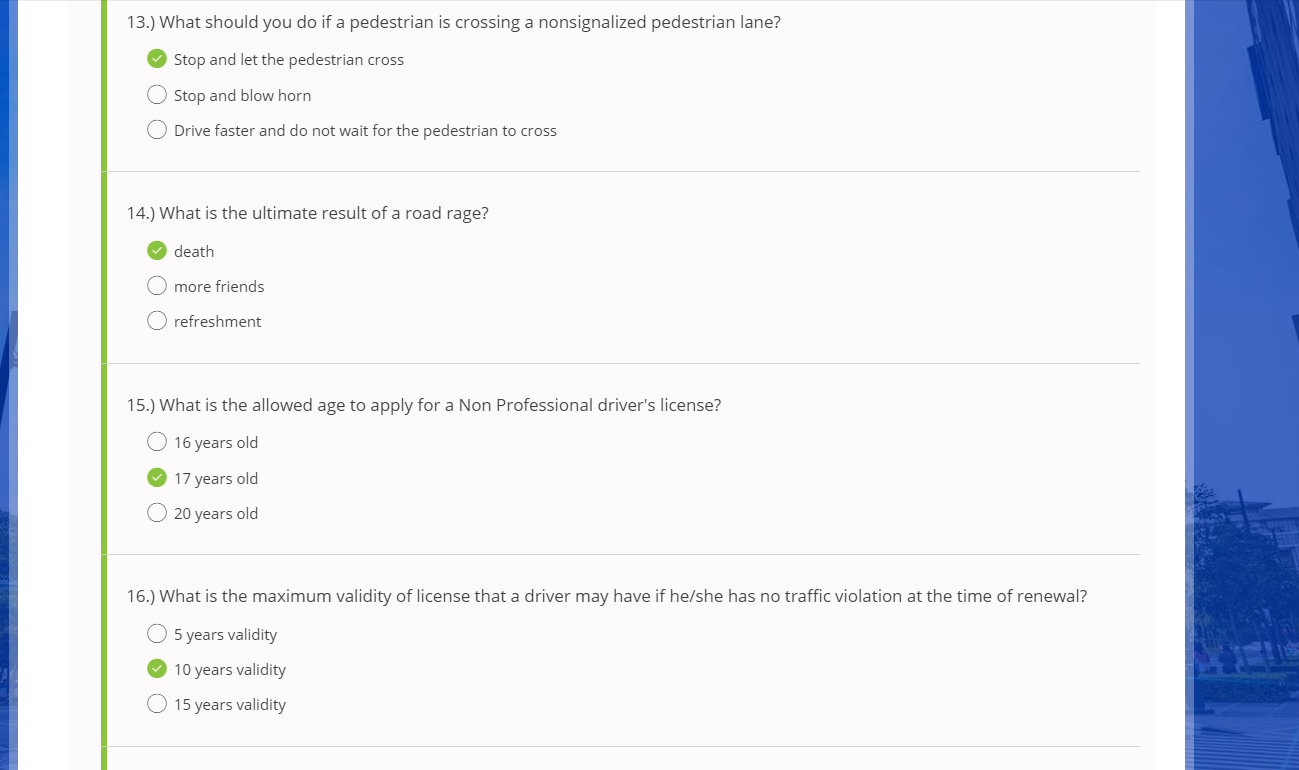 13.) What should you do if a pedestrian is crossing a nonsignalized pedestrian lane?
Stop and let the pedestrian cross
Stop and blow horn
Drive faster and do not wait for the pedestrian to cross
14.) What is the ultimate result of a road rage?
death
more friends
refreshment
15.) What is the allowed age to apply for a Non Professional driver's license?
16 years old
17 years old
20 years old
16.) What is the maximum validity of license that a driver may have if he/she has no traffic violation at the time of renewal?
5 years validity
10 years validity
15 years validity